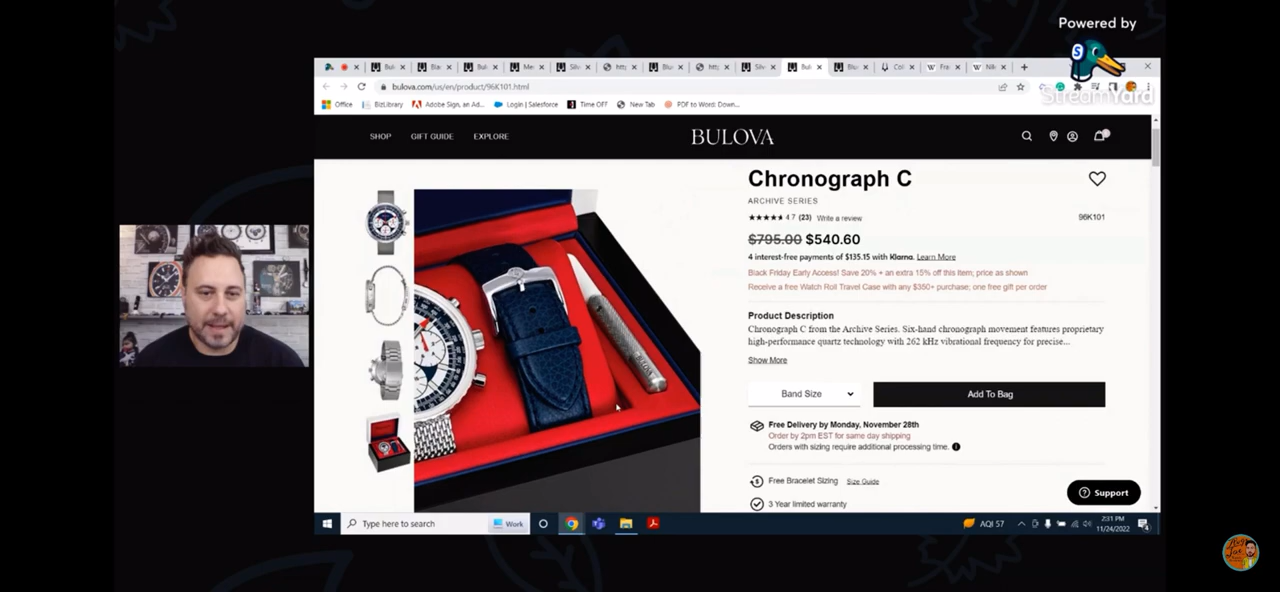 Powered by
StreamYard
bulova.com/us/en/product/96K101.html
Office
BizLibrary
Adobe Sign, an Ad...
Login | Salesforce
Time OFF
New Tab
PDF to Word: Down...
SHOP
GIFT GUIDE
EXPLORE
BULOVA
Chronograph C
ARCHIVE SERIES
4.7 (23) Write a review
96K101
$795.00 $540.60
4 interest-free payments of $135.15 with Klarna. Learn More
Black Friday Early Access! Save 20% + an extra 15% off this item; price as shown
Receive a free Watch Roll Travel Case with any $350+ purchase; one free gift per order
Product Description
Chronograph C from the Archive Series. Six-hand chronograph movement features proprietary
high-performance quartz technology with 262 kHz vibrational frequency for precise...
Show More
Band Size
Add To Bag
Free Delivery by Monday, November 28th
Order by 2pm EST for same day shipping
Orders with sizing require additional processing time.
Free Bracelet Sizing Size Guide
3 Year limited warranty
Support
Type here to search
Work
AQI 57
2:31 PM
11/24/2022